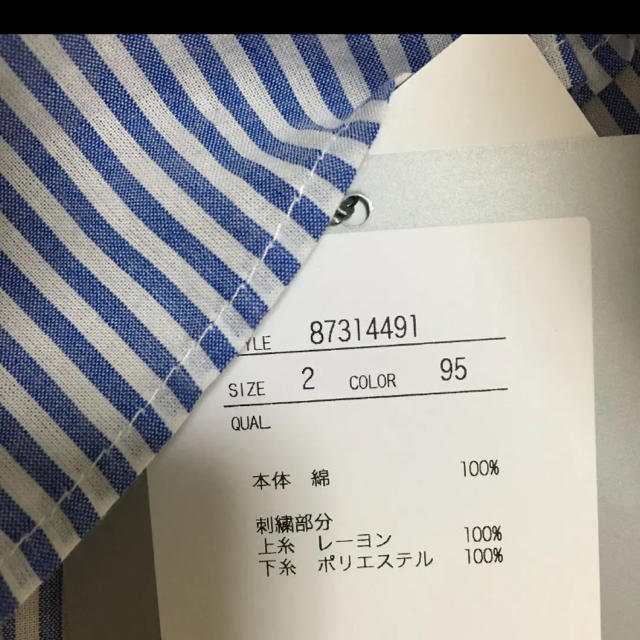 YLE 87314491
SIZE 2 COLOR 95
QUAL
本体 綿 100%
刺繍部分
上糸 レーヨン 100%
下糸 ポリエステル 100%